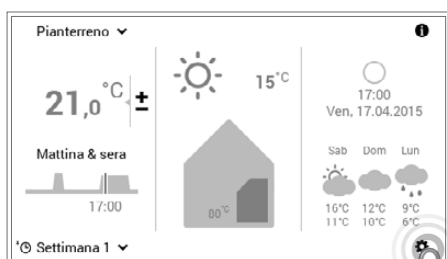 Pianterreno
21,0 °C ±
Mattina & sera
17:00
Settimana 1
15°C
80°C
17:00
Ven, 17.04.2015
Sab Dom Lun
16°C 12°C 9°C
11°C 10°C 6°C